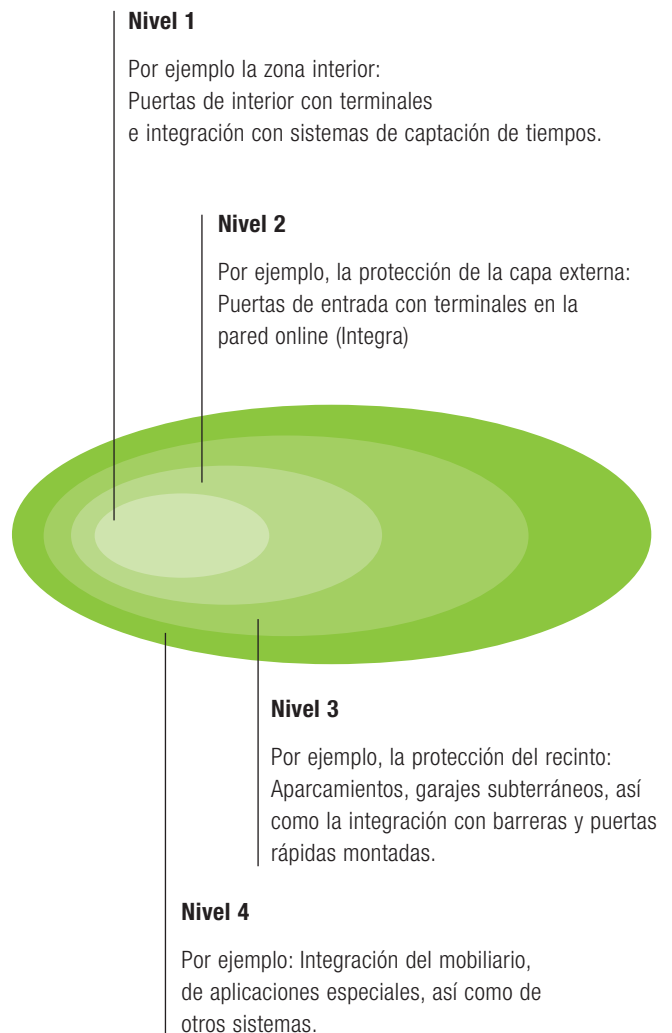 Nivel 1
Por ejemplo la zona interior:
Puertas de interior con terminales
e integración con sistemas de captación de tiempos.
Nivel 2
Por ejemplo, la protección de la capa externa:
Puertas de entrada con terminales en la
pared online (Integra)
Nivel 3
Por ejemplo, la protección del recinto:
Aparcamientos, garajes subterráneos, así
como la integración con barreras y puertas
rápidas montadas.
Nivel 4
Por ejemplo: Integración del mobiliario,
de aplicaciones especiales, así como de
otros sistemas.